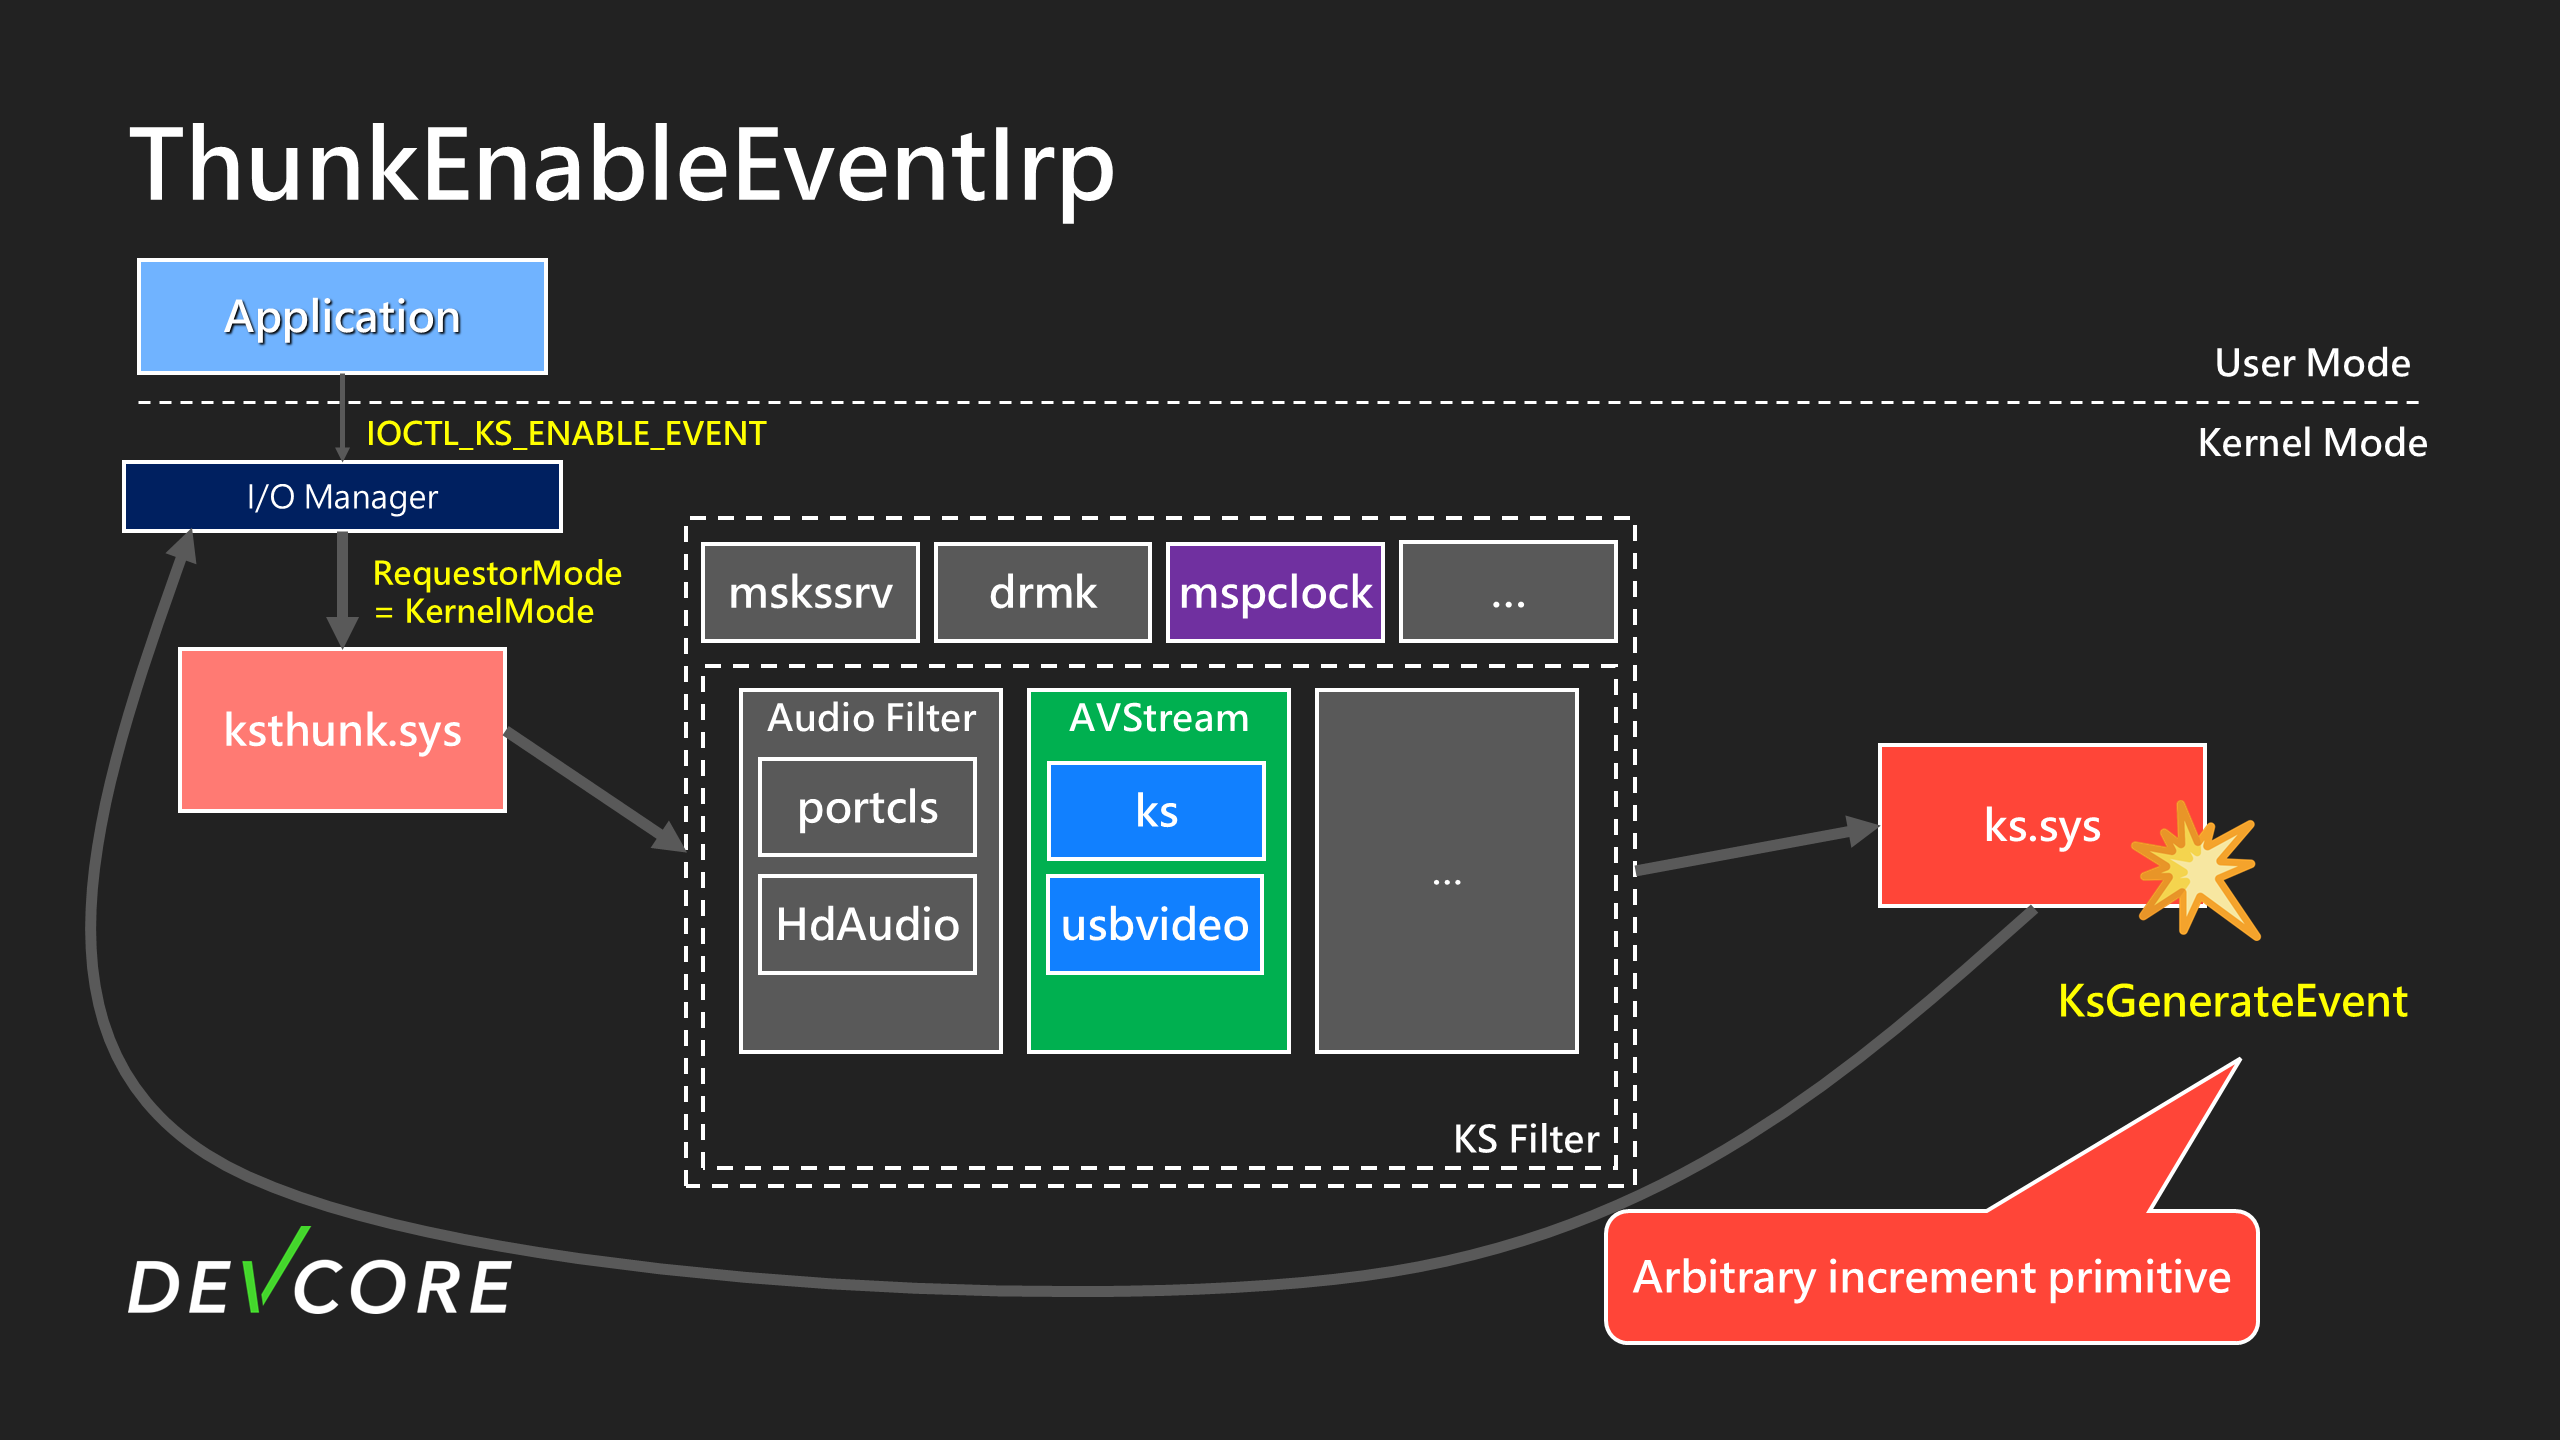 ThunkEnableEventIrp
Application
User Mode
IOCTL_KS_ENABLE_EVENT
Kernel Mode
I/O Manager
RequestorMode
= KernelMode
mskssrv
drmk
mspclock
...
ksthunk.sys
Audio Filter
AVStream
portcls
ks
HdAudio
usbvideo
...
KS Filter
ks.sys
KsGenerateEvent
Arbitrary increment primitive
DEVCORE